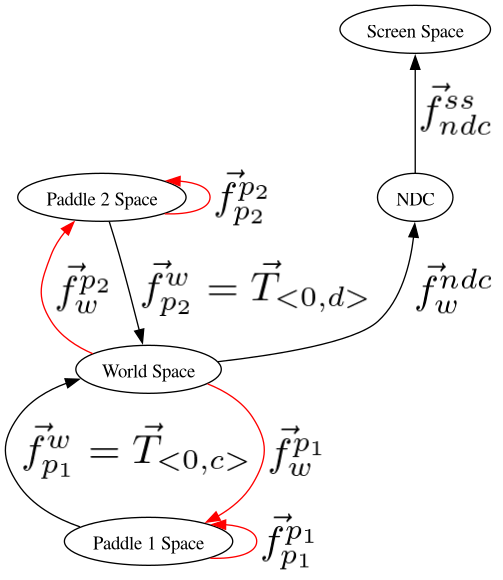 Screen Space
$\vec{f}_{ndc}^{ss}$
Paddle 2 Space
$\vec{f}_{p_2}^{p_2}$
NDC
$\vec{f}_{w}^{p_2}$
$\vec{f}_{p_2}^{w} = \vec{T}_{<0,d>}$
$\vec{f}_{w}^{ndc}$
World Space
$\vec{f}_{p_1}^{w} = \vec{T}_{<0,c>}$
$\vec{f}_{w}^{p_1}$
Paddle 1 Space
$\vec{f}_{p_1}^{p_1}$